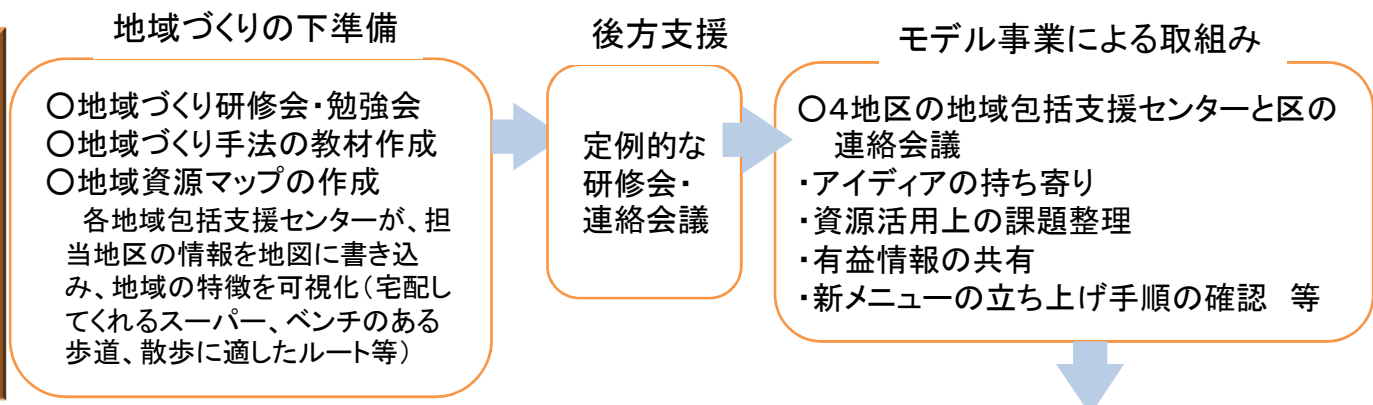 地域づくりの下準備
〇地域づくり研修会・勉強会
〇地域づくり手法の教材作成
〇地域資源マップの作成
各地域包括支援センターが、担
当地区の情報を地図に書き込
み、地域の特徴を可視化(宅配し
てくれるスーパー、ベンチのある
歩道、散歩に適したルート等)
後方支援
定例的な
研修会・
連絡会議
モデル事業による取組み
〇4地区の地域包括支援センターと区の
連絡会議
・アイディアの持ち寄り
・資源活用上の課題整理
・有益情報の共有
・新メニューの立ち上げ手順の確認　等